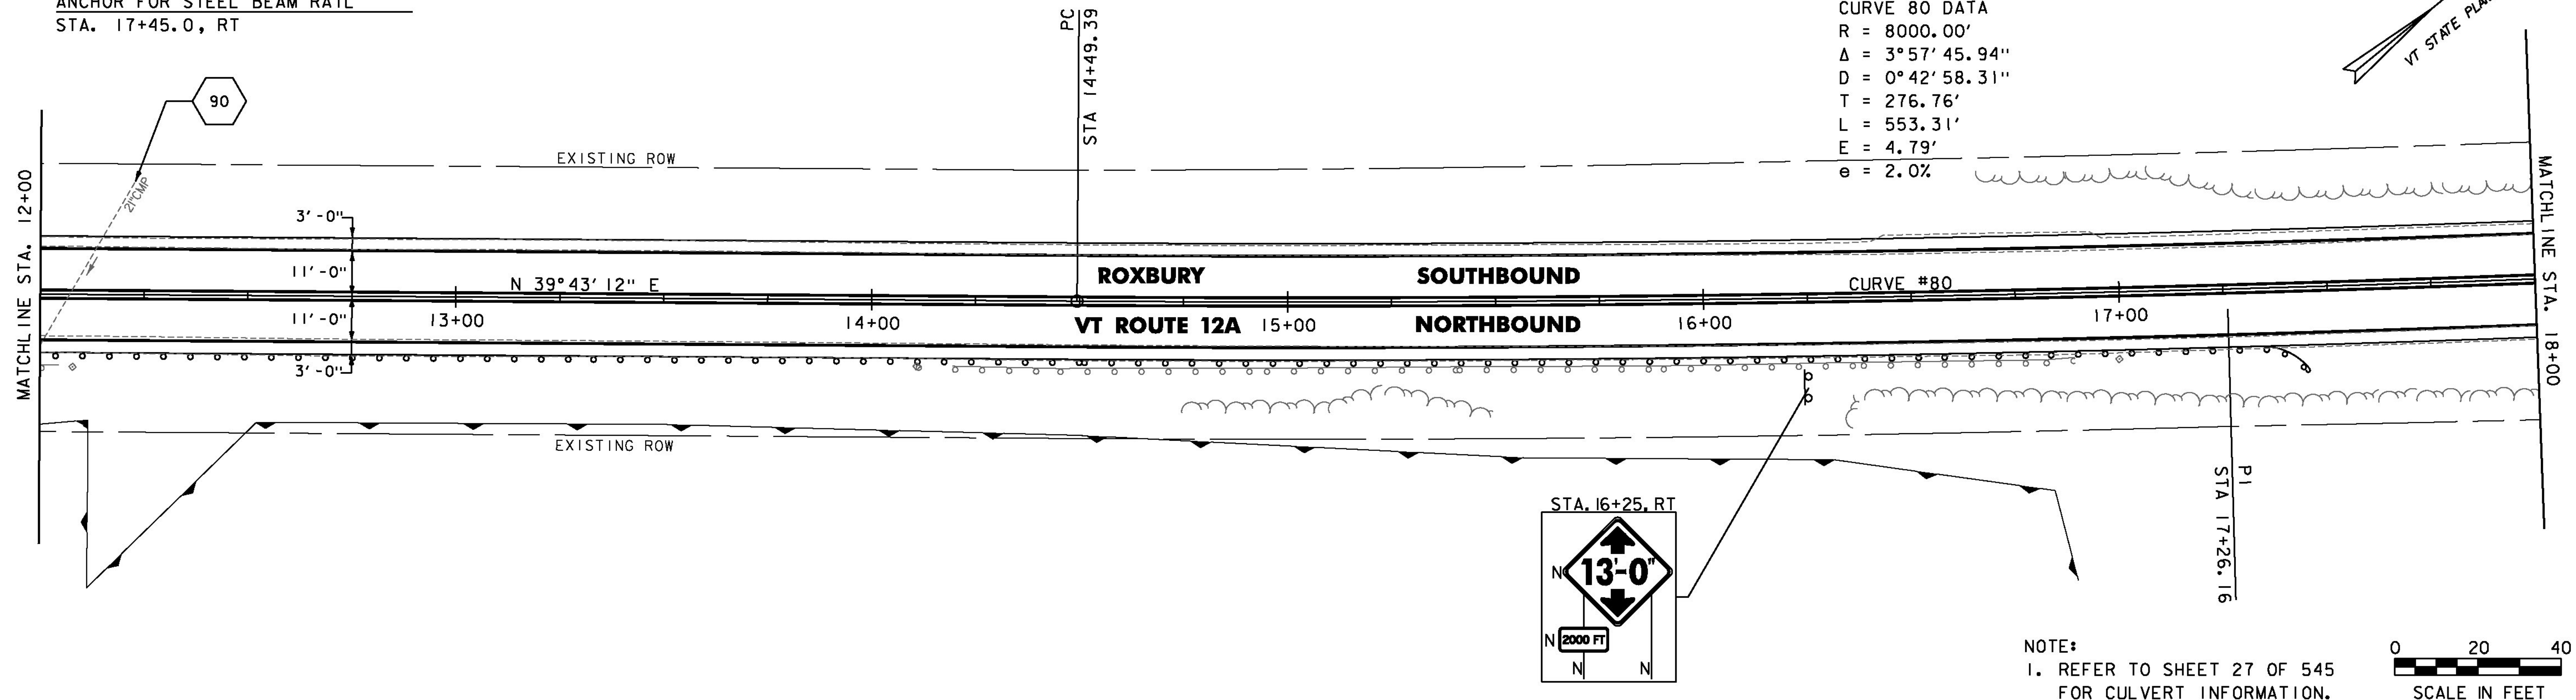 ANCHOR FOR STEEL BEAM RAIL
STA. 17+45.0, RT
90
21"CMP
MATCHLINE STA. 12+00
EXISTING ROW
3'-0"
11'-0"
11'-0"
3'-0"
N 39°43'12" E
13+00
14+00
PC
STA 14+49.39
ROXBURY
SOUTHBOUND
VT ROUTE 12A
15+00
NORTHBOUND
16+00
CURVE #80
17+00
EXISTING ROW
CURVE 80 DATA
R = 8000.00'
Δ = 3°57'45.94"
D = 0°42'58.31"
T = 276.76'
L = 553.31'
E = 4.79'
e = 2.0%
VT STATE
MATCHLINE STA. 18+00
PI
STA 17+26.16
STA. 16+25, RT
N
13'-0"
N
2000 FT
N
N
NOTE:
1. REFER TO SHEET 27 OF 545
FOR CULVERT INFORMATION.
0 20 40
SCALE IN FEET